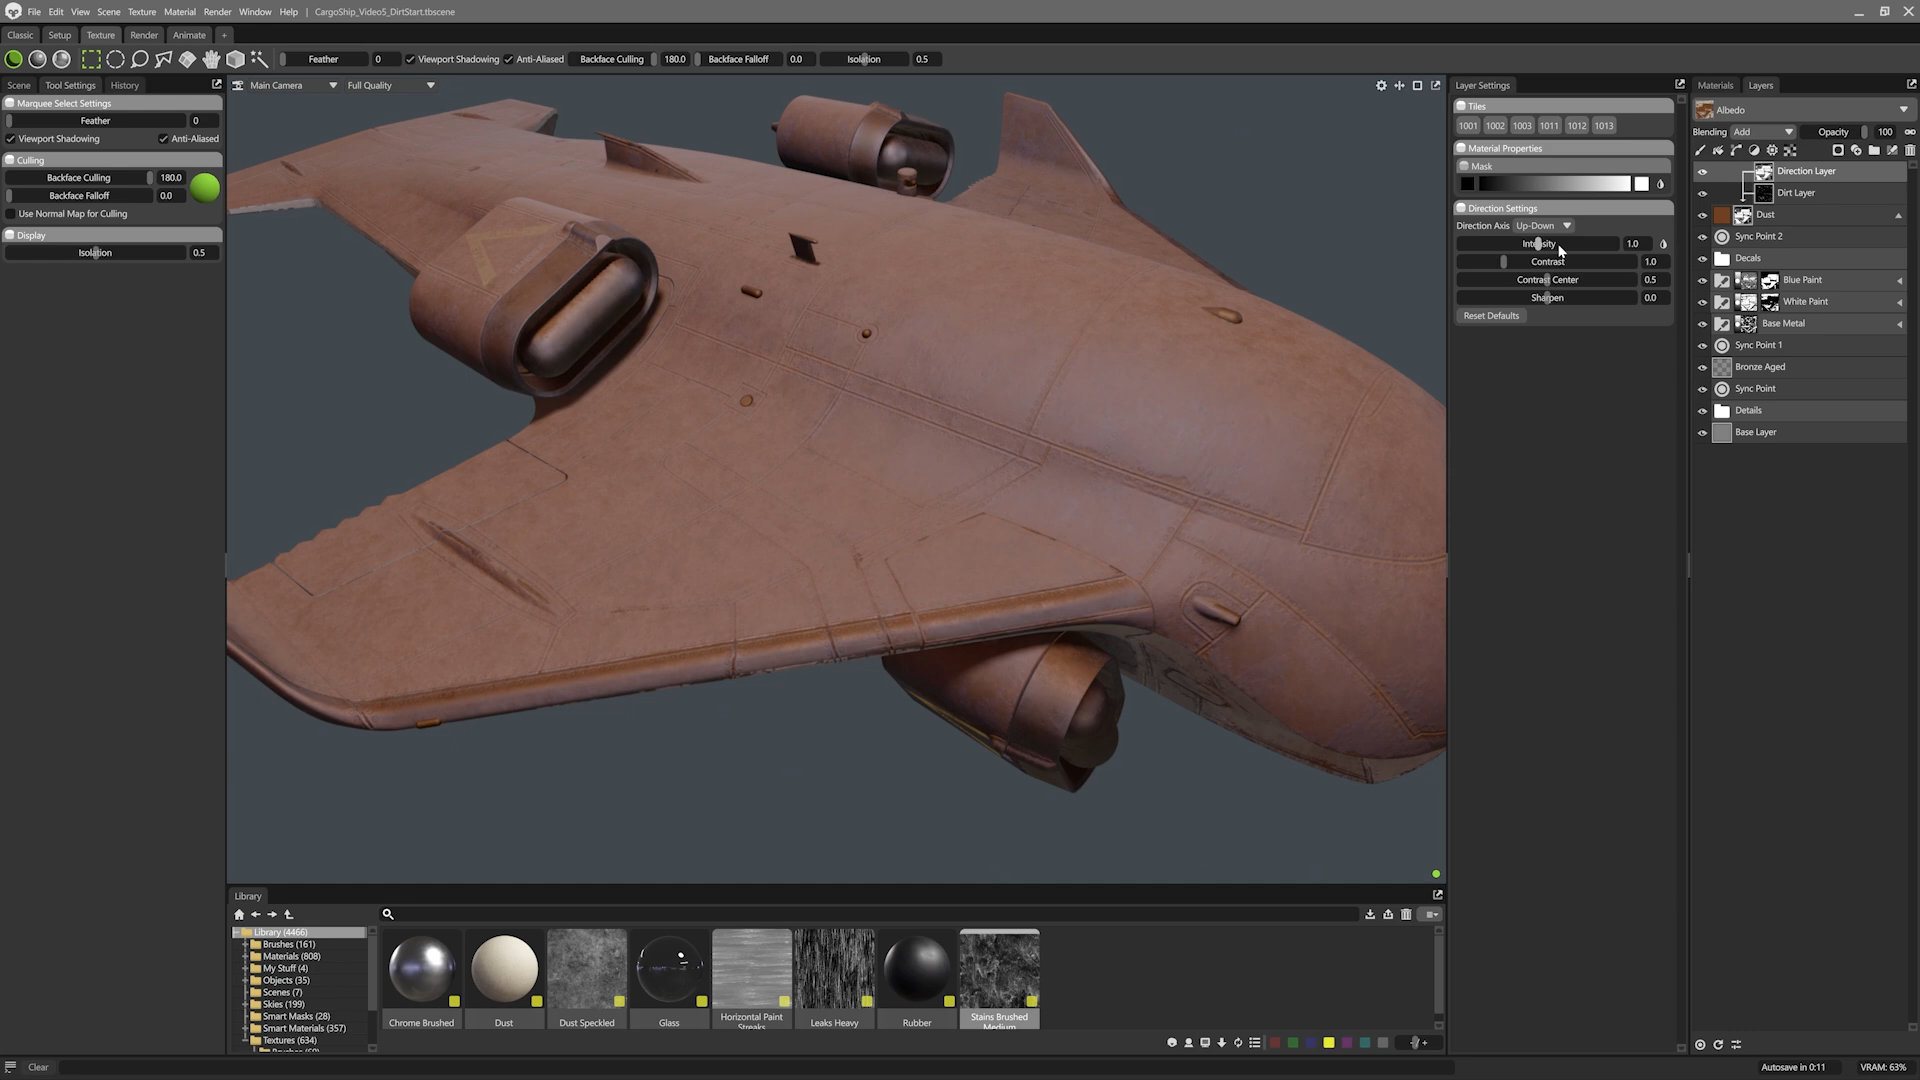 File Edit View Scene Texture Material Render Window Help | CargoShip_Video5_DirtStart.tbscene
Classic Setup Texture Render Animate +
Feather 0 Viewport Shadowing Anti-Aliased Backface Culling 180.0 Backface Falloff 0.0 Isolation 0.5
Scene Tool Settings History
Marquee Select Settings
Feather 0
Viewport Shadowing Anti-Aliased
Culling
Backface Culling 180.0
Backface Falloff 0.0
Use Normal Map for Culling
Display
Isolation 0.5
Main Camera Full Quality
Layer Settings
Tiles
1001 1002 1003 1011 1012 1013
Material Properties
Mask
Direction Settings
Direction Axis Up-Down
Intensity 1.0
Contrast 1.0
Contrast Center 0.5
Sharpen 0.0
Reset Defaults
Materials Layers
Albedo
Blending Add Opacity 100
Direction Layer
Dirt Layer
Dust
Sync Point 2
Decals
Blue Paint
White Paint
Base Metal
Sync Point 1
Bronze Aged
Sync Point
Details
Base Layer
Library
Library (4466)
Brushes (161)
Materials (808)
My Stuff (4)
Objects (35)
Scenes (7)
Skies (199)
Smart Masks (28)
Smart Materials (357)
Textures (634)
Chrome Brushed
Dust
Dust Speckled
Glass
Horizontal Paint Streaks
Leaks Heavy
Rubber
Stains Brushed Medium
Clear
Autosave in 0:11 VRAM: 63%